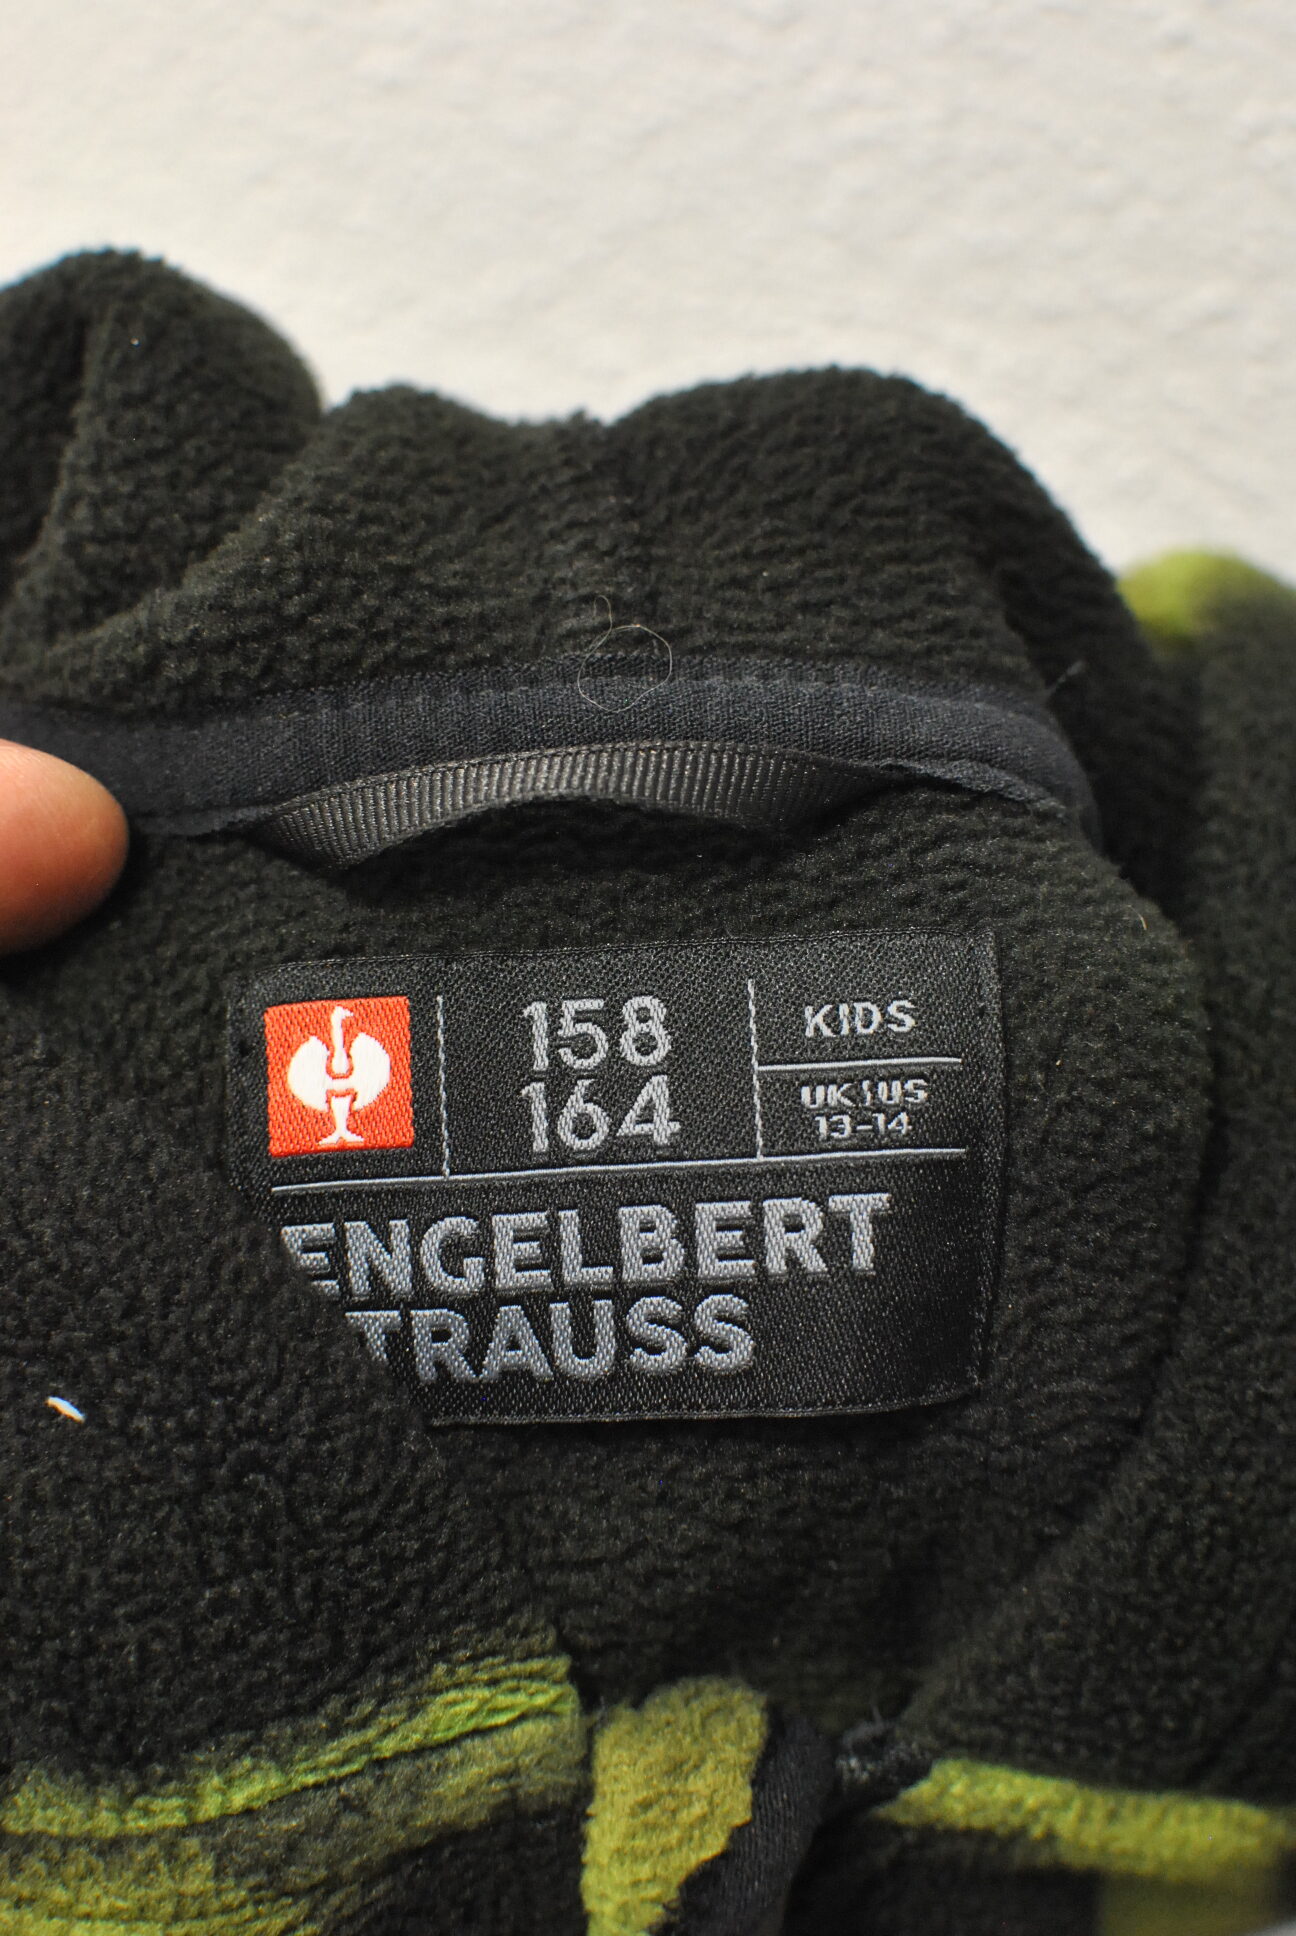 158
164
KIDS
UK|US
13-14
ENGELBERT
TRAUSS